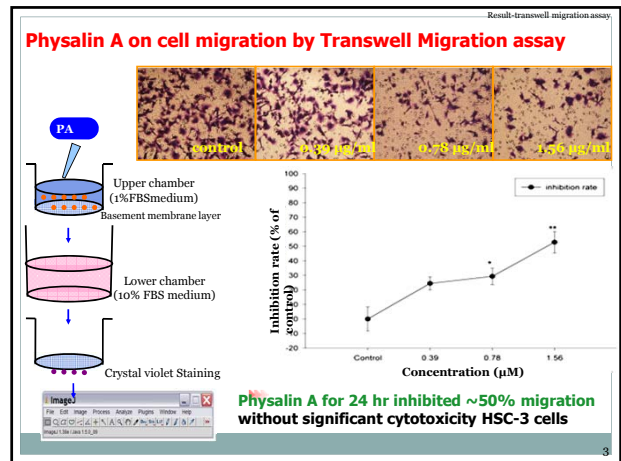 Result-transwell migration assay
Physalin A on cell migration by Transwell Migration assay
control
0.39 µg/ml
0.78 µg/ml
1.56 µg/ml
PA
Upper chamber
(1%FBSmedium)
Basement membrane layer
Lower chamber
(10% FBS medium)
Crystal violet Staining
ImageJ
File Edit Image Process Analyze Plugins Window Help
Inhibition rate (% of
control)
100
90
80
70
60
50
40
30
20
10
0
-10
-20
inhibition rate
*
**
Control
0.39
0.78
1.56
Concentration (µM)
Physalin A for 24 hr inhibited ~50% migration
without significant cytotoxicity HSC-3 cells
3